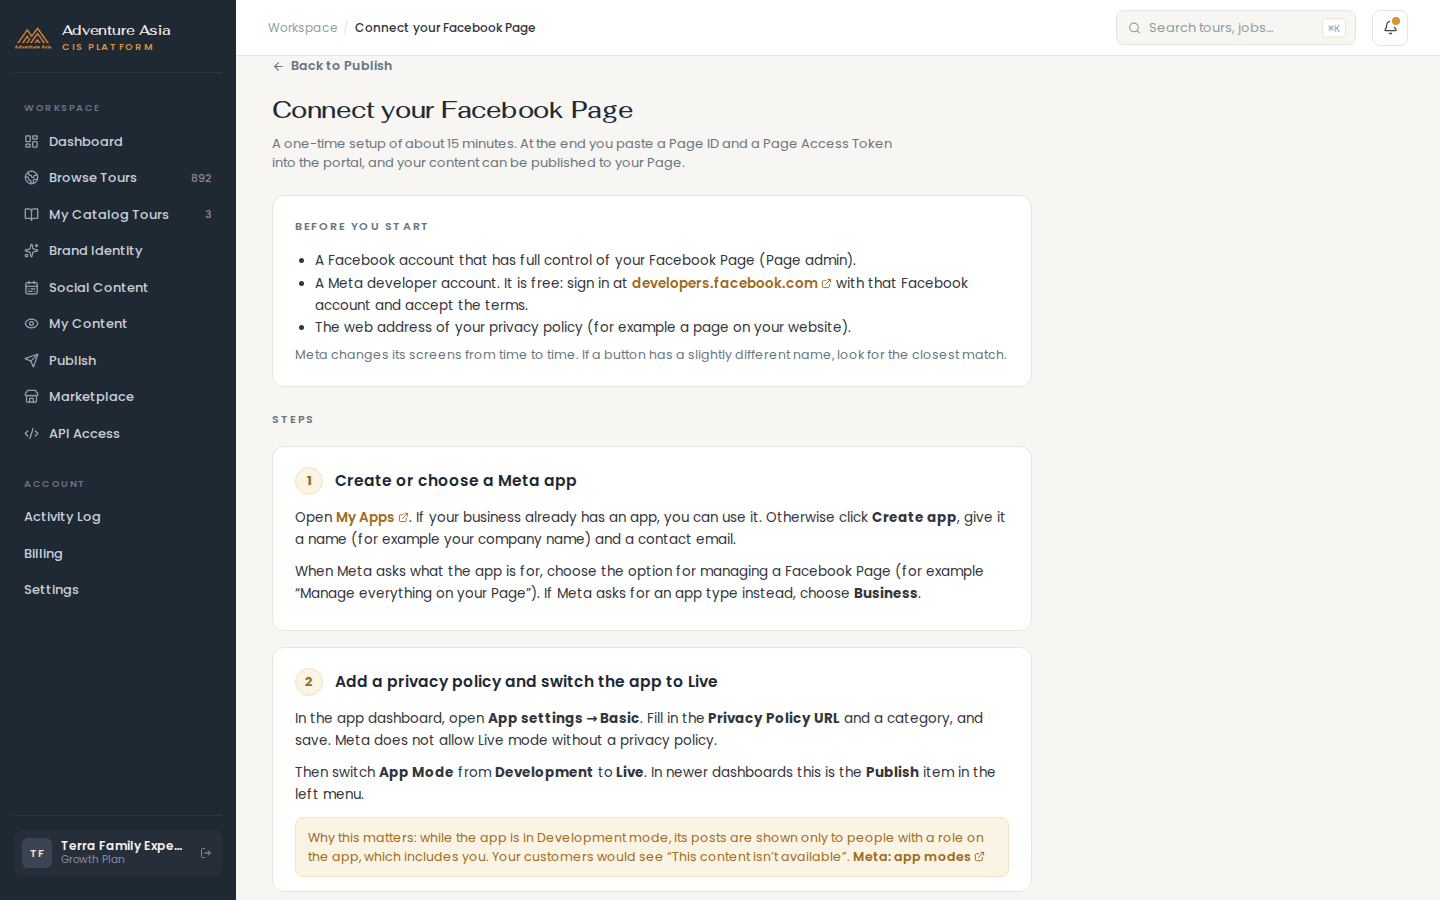 Adventure Asia
CIS PLATFORM
Adventure Asia
WORKSPACE
Dashboard
Browse Tours 892
My Catalog Tours 3
Brand Identity
Social Content
My Content
Publish
Marketplace
API Access
ACCOUNT
Activity Log
Billing
Settings
TF
Terra Family Expe...
Growth Plan
Workspace / Connect your Facebook Page
Search tours, jobs... ⌘K
← Back to Publish
Connect your Facebook Page
A one-time setup of about 15 minutes. At the end you paste a Page ID and a Page Access Token
into the portal, and your content can be published to your Page.
BEFORE YOU START
• A Facebook account that has full control of your Facebook Page (Page admin).
• A Meta developer account. It is free: sign in at developers.facebook.com with that Facebook
account and accept the terms.
• The web address of your privacy policy (for example a page on your website).
Meta changes its screens from time to time. If a button has a slightly different name, look for the closest match.
STEPS
1 Create or choose a Meta app
Open My Apps. If your business already has an app, you can use it. Otherwise click Create app, give it
a name (for example your company name) and a contact email.
When Meta asks what the app is for, choose the option for managing a Facebook Page (for example
“Manage everything on your Page”). If Meta asks for an app type instead, choose Business.
2 Add a privacy policy and switch the app to Live
In the app dashboard, open App settings → Basic. Fill in the Privacy Policy URL and a category, and
save. Meta does not allow Live mode without a privacy policy.
Then switch App Mode from Development to Live. In newer dashboards this is the Publish item in the
left menu.
Why this matters: while the app is in Development mode, its posts are shown only to people with a role on
the app, which includes you. Your customers would see “This content isn’t available”. Meta: app modes